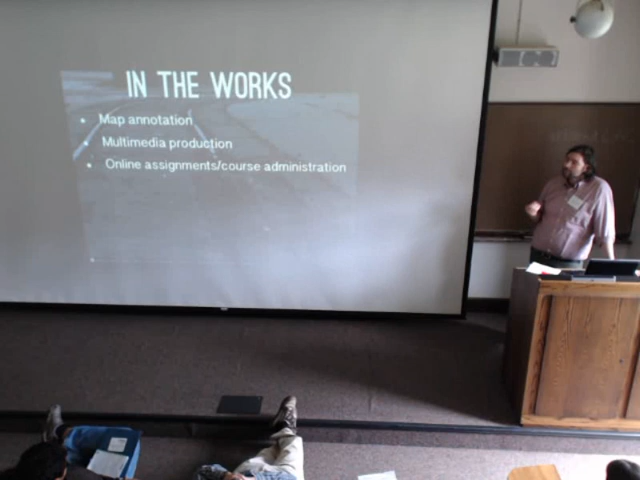 IN THE WORKS
Map annotation
Multimedia production
Online assignments/course administration